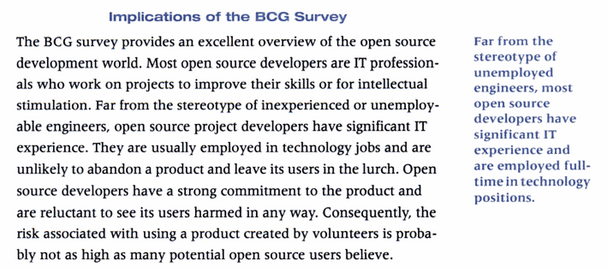 Implications of the BCG Survey
The BCG survey provides an excellent overview of the open source
development world. Most open source developers are IT profession-
als who work on projects to improve their skills or for intellectual
stimulation. Far from the stereotype of inexperienced or unemploy-
able engineers, open source project developers have significant IT
experience. They are usually employed in technology jobs and are
unlikely to abandon a product and leave its users in the lurch. Open
source developers have a strong commitment to the product and
are reluctant to see its users harmed in any way. Consequently, the
risk associated with using a product created by volunteers is proba-
bly not as high as many potential open source users believe.
Far from the
stereotype of
unemployed
engineers, most
open source
developers have
significant IT
experience and
are employed full-
time in technology
positions.